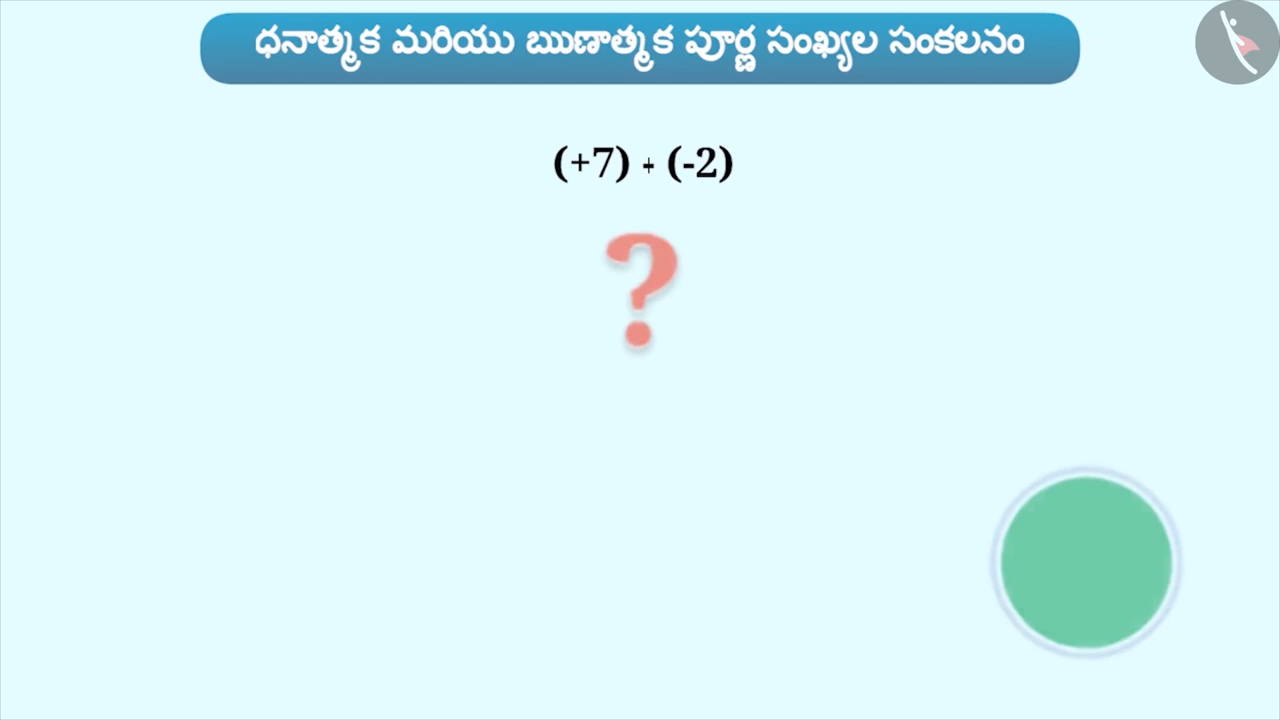 ధనాత్మక మరియు ఋణాత్మక పూర్ణ సంఖ్యల సంకలనం
(+7) + (-2)
?